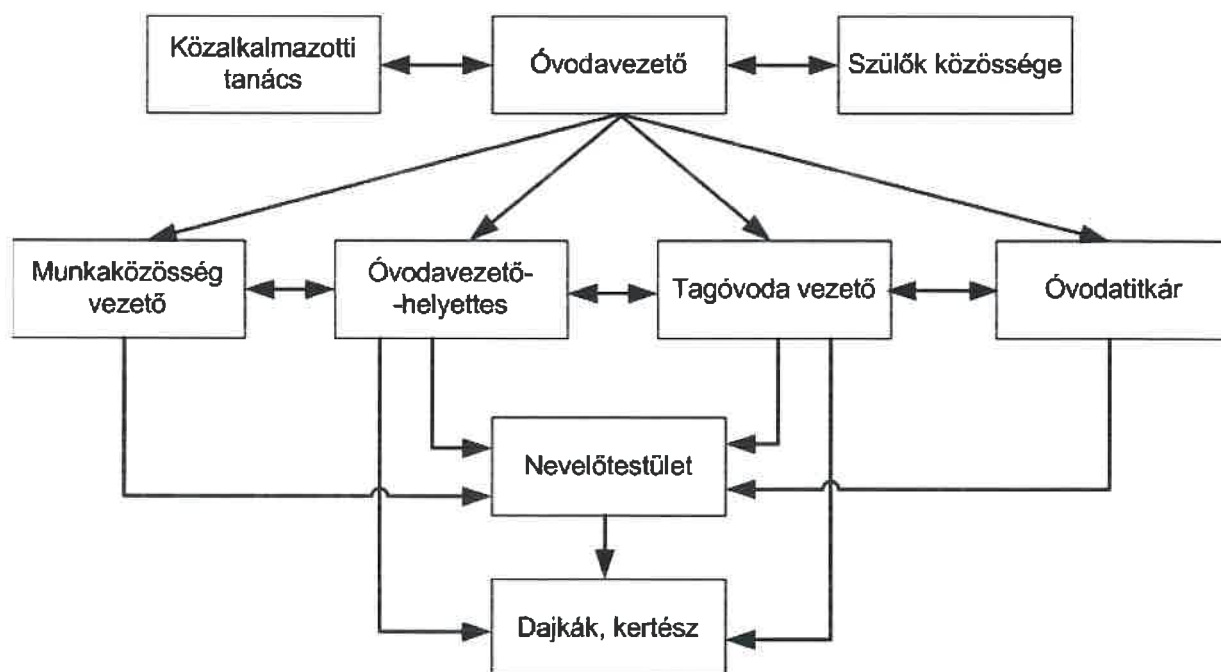 Közalkalmazotti
tanács
Óvodavezető
Szülők közössége
Munkaközösség
vezető
Óvodavezető-
-helyettes
Tagóvoda vezető
Óvodatitkár
Nevelőtestület
Dajkák, kertész